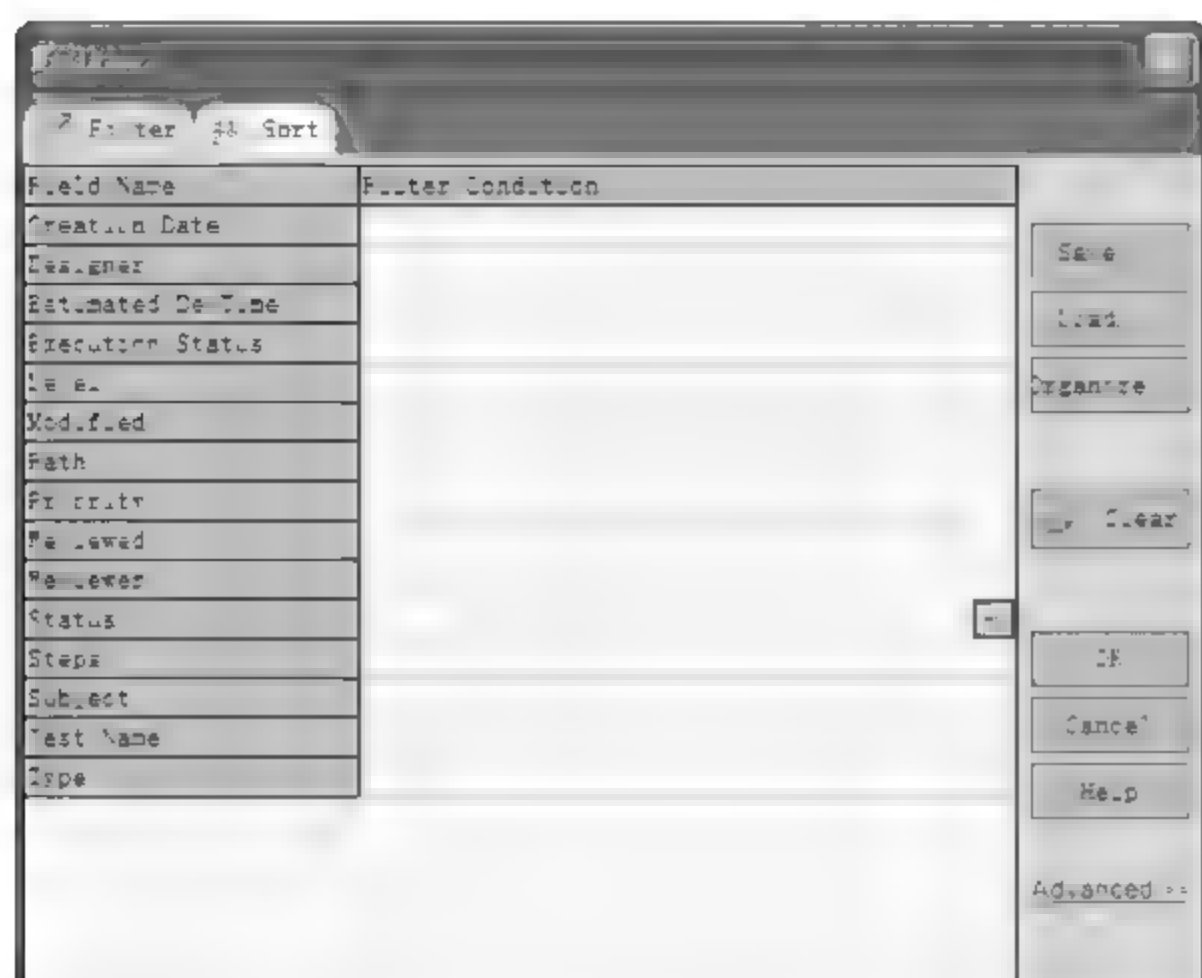 Filter Sort
Field Name Filter Condition
Creation Date
Designer
Estimated DevTime
Execution Status
Level
Modified
Path
Priority
Reviewed
Reviewer
Status
Steps
Subject
Test Name
Type
Save
Load
Organize
Clear
OK
Cancel
Help
Advanced >>